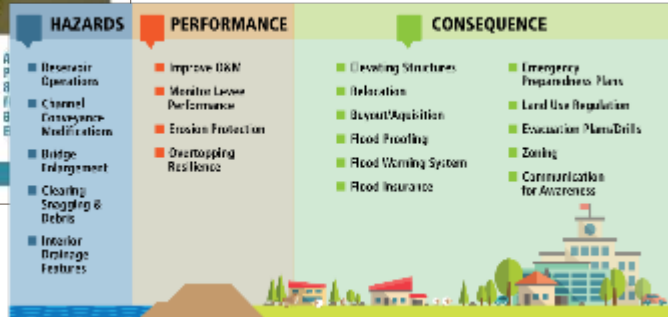 HAZARDS
Reservoir
Operations
Channel
Conveyance
Modifications
Bridge
Enlargement
Clearing
Snagging &
Debris
Interior
Drainage
Features
PERFORMANCE
Improve O&M
Monitor Levee
Performance
Erosion Protection
Overtopping
Resilience
CONSEQUENCE
Elevating Structures
Relocation
Buyout/Aquisition
Flood Proofing
Flood Warning System
Flood Insurance
Emergency
Preparedness Plans
Land Use Regulation
Evacuation Plans/Drills
Zoning
Communication
for Awareness